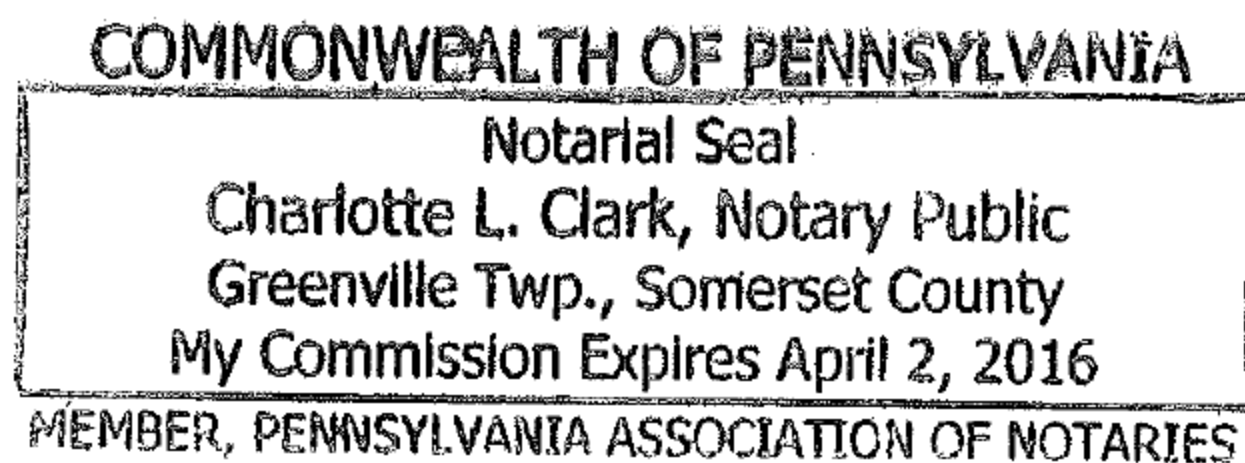 COMMONWEALTH OF PENNSYLVANIA
Notarial Seal
Charlotte L. Clark, Notary Public
Greenville Twp., Somerset County
My Commission Expires April 2, 2016
MEMBER, PENNSYLVANIA ASSOCIATION OF NOTARIES